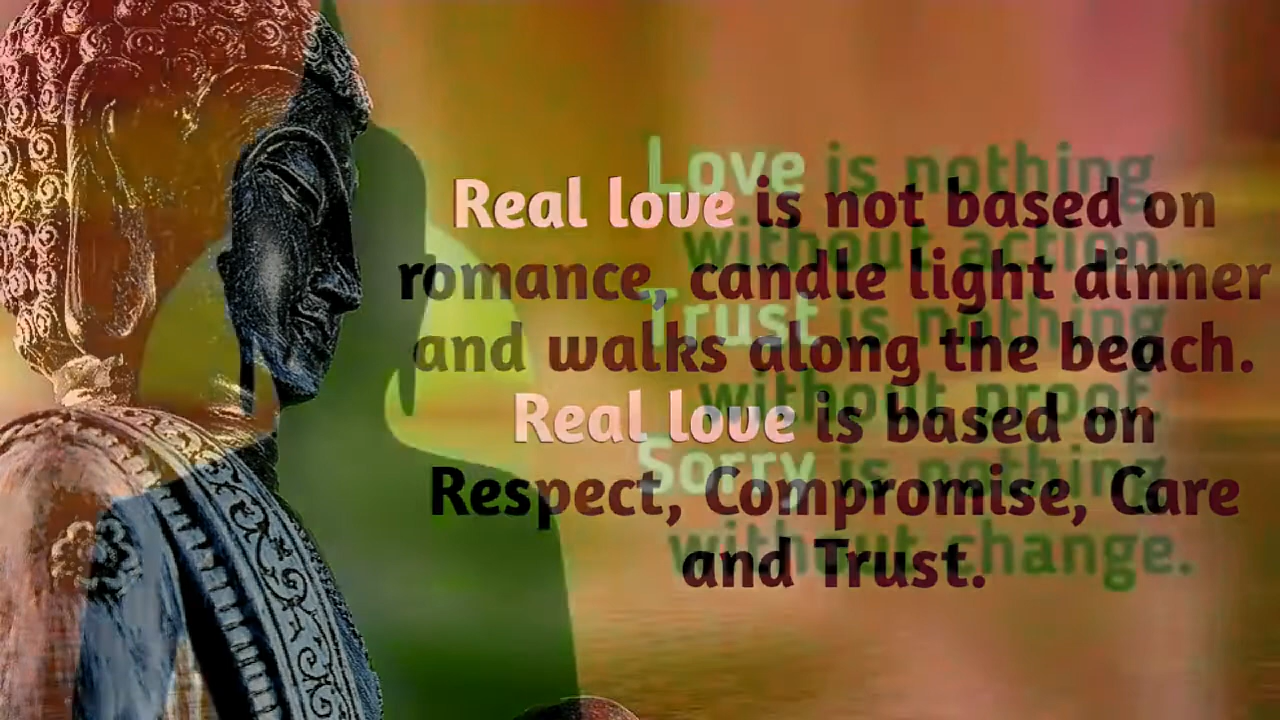 Real love is not based on
romance, candle light dinner
and walks along the beach.
Real love is based on
Respect, Compromise, Care
and Trust.
Love is nothing
without action.
Trust is nothing
without proof.
Sorry is nothing
without change.